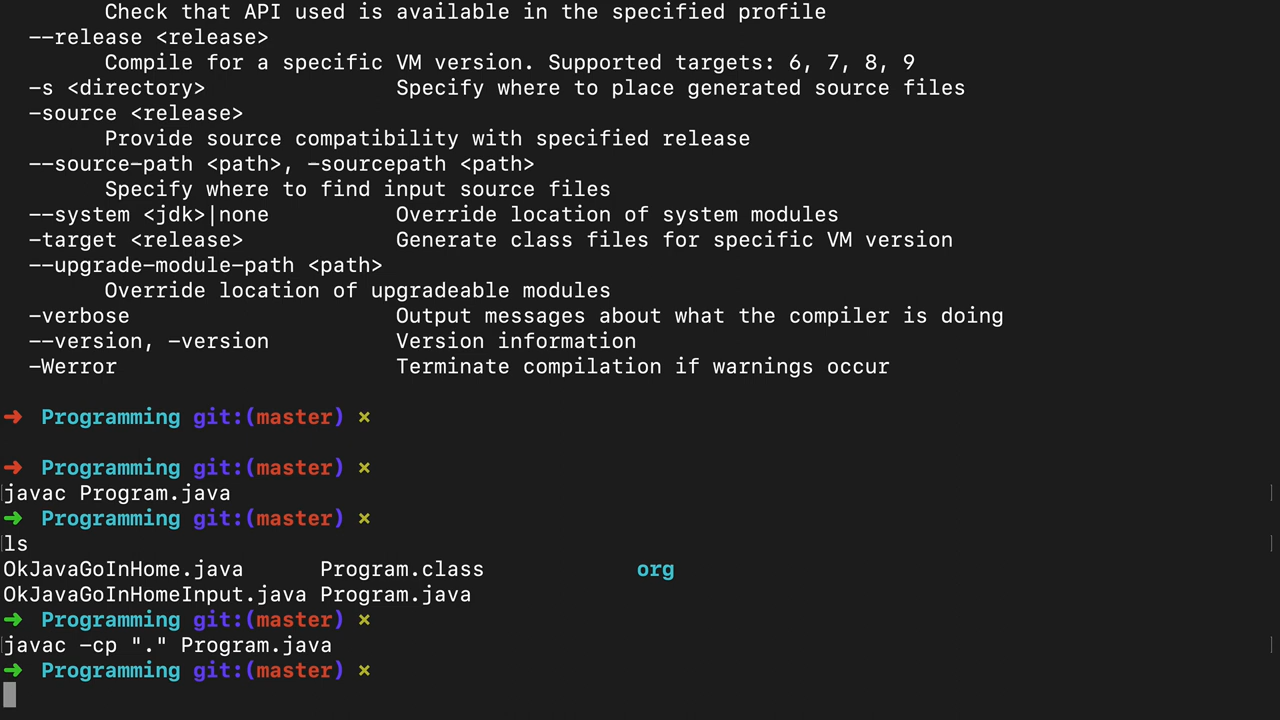 Check that API used is available in the specified profile
--release <release>
Compile for a specific VM version. Supported targets: 6, 7, 8, 9
-s <directory> Specify where to place generated source files
-source <release>
Provide source compatibility with specified release
--source-path <path>, -sourcepath <path>
Specify where to find input source files
--system <jdk>|none Override location of system modules
-target <release> Generate class files for specific VM version
--upgrade-module-path <path>
Override location of upgradeable modules
-verbose Output messages about what the compiler is doing
--version, -version Version information
-Werror Terminate compilation if warnings occur
➜ Programming git:(master) ×
➜ Programming git:(master) ×
javac Program.java
➜ Programming git:(master) ×
ls
OkJavaGoInHome.java Program.class org
OkJavaGoInHomeInput.java Program.java
➜ Programming git:(master) ×
javac -cp "." Program.java
➜ Programming git:(master) ×